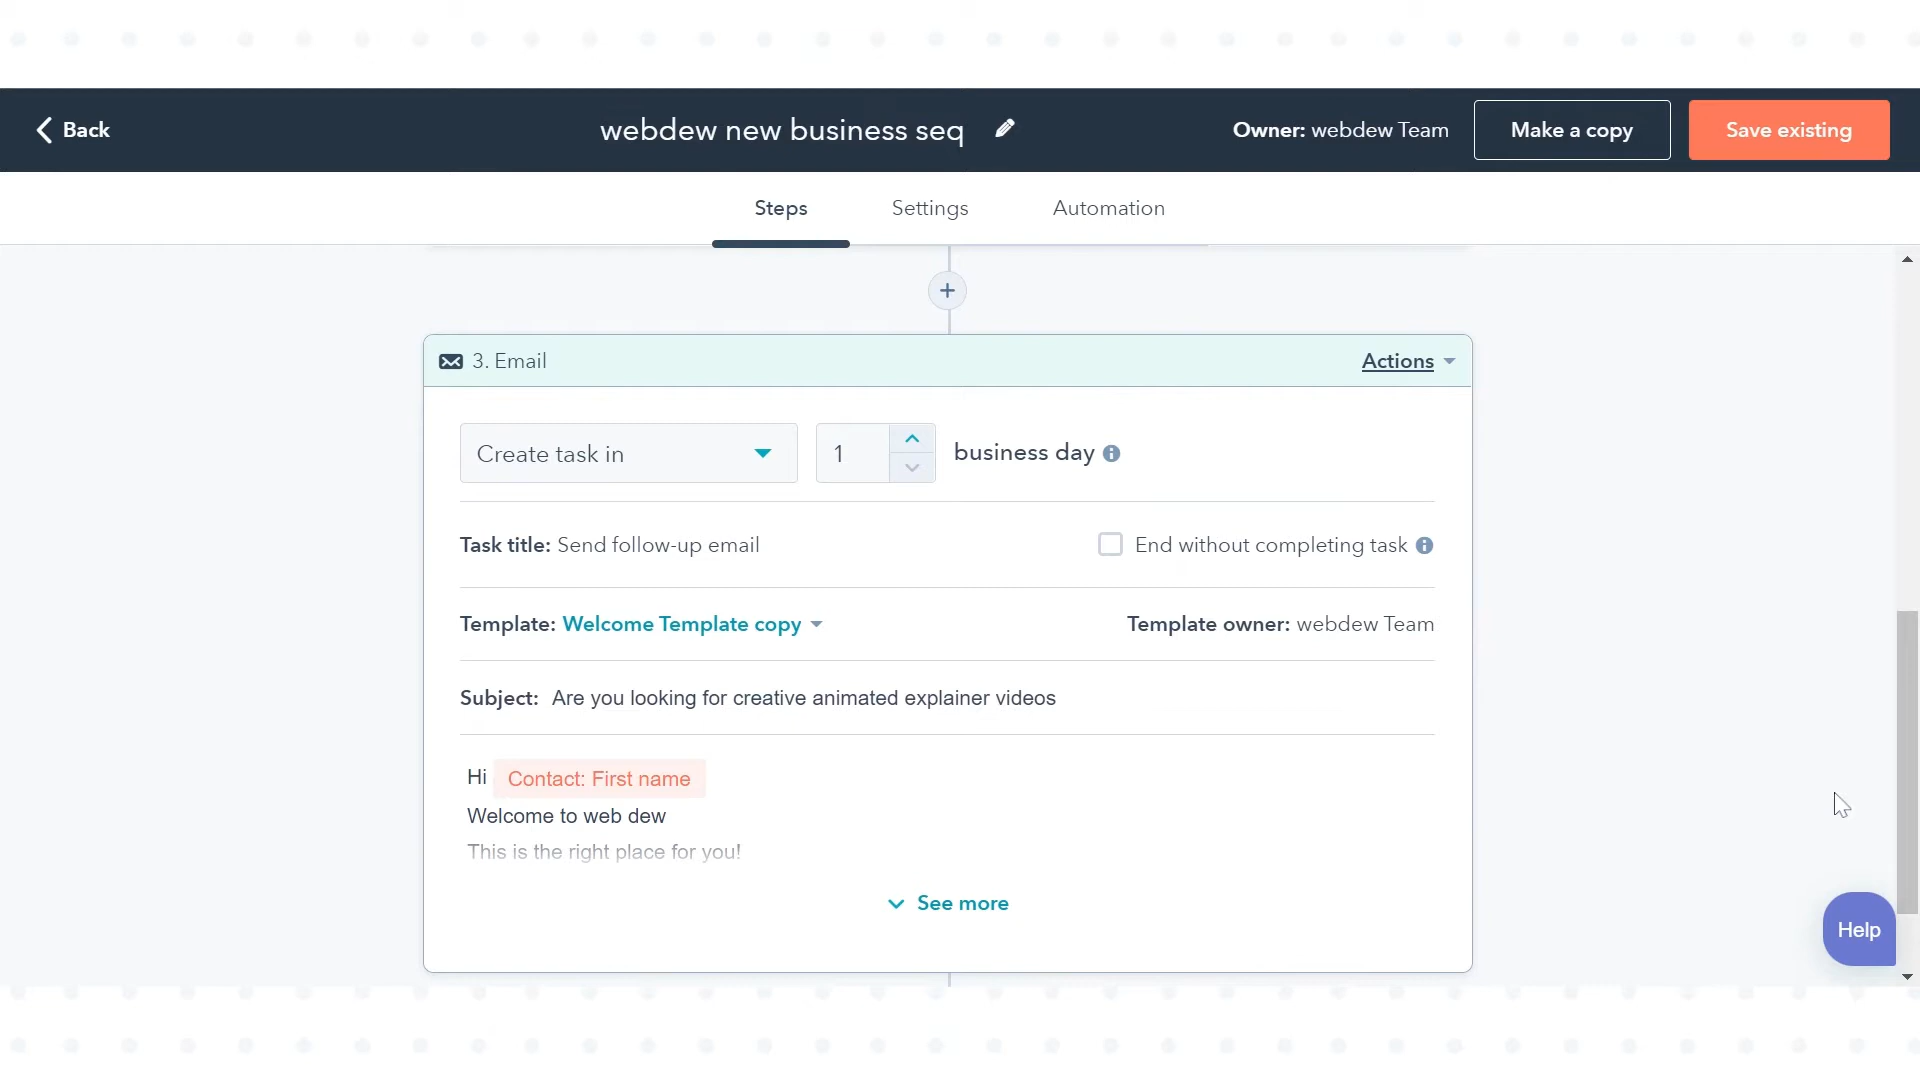 Back
webdew new business seq
Owner: webdew Team
Make a copy
Save existing
Steps
Settings
Automation
3. Email
Actions
Create task in
1
business day
Task title: Send follow-up email
End without completing task
Template: Welcome Template copy
Template owner: webdew Team
Subject: Are you looking for creative animated explainer videos
Hi Contact: First name
Welcome to web dew
This is the right place for you!
See more
Help